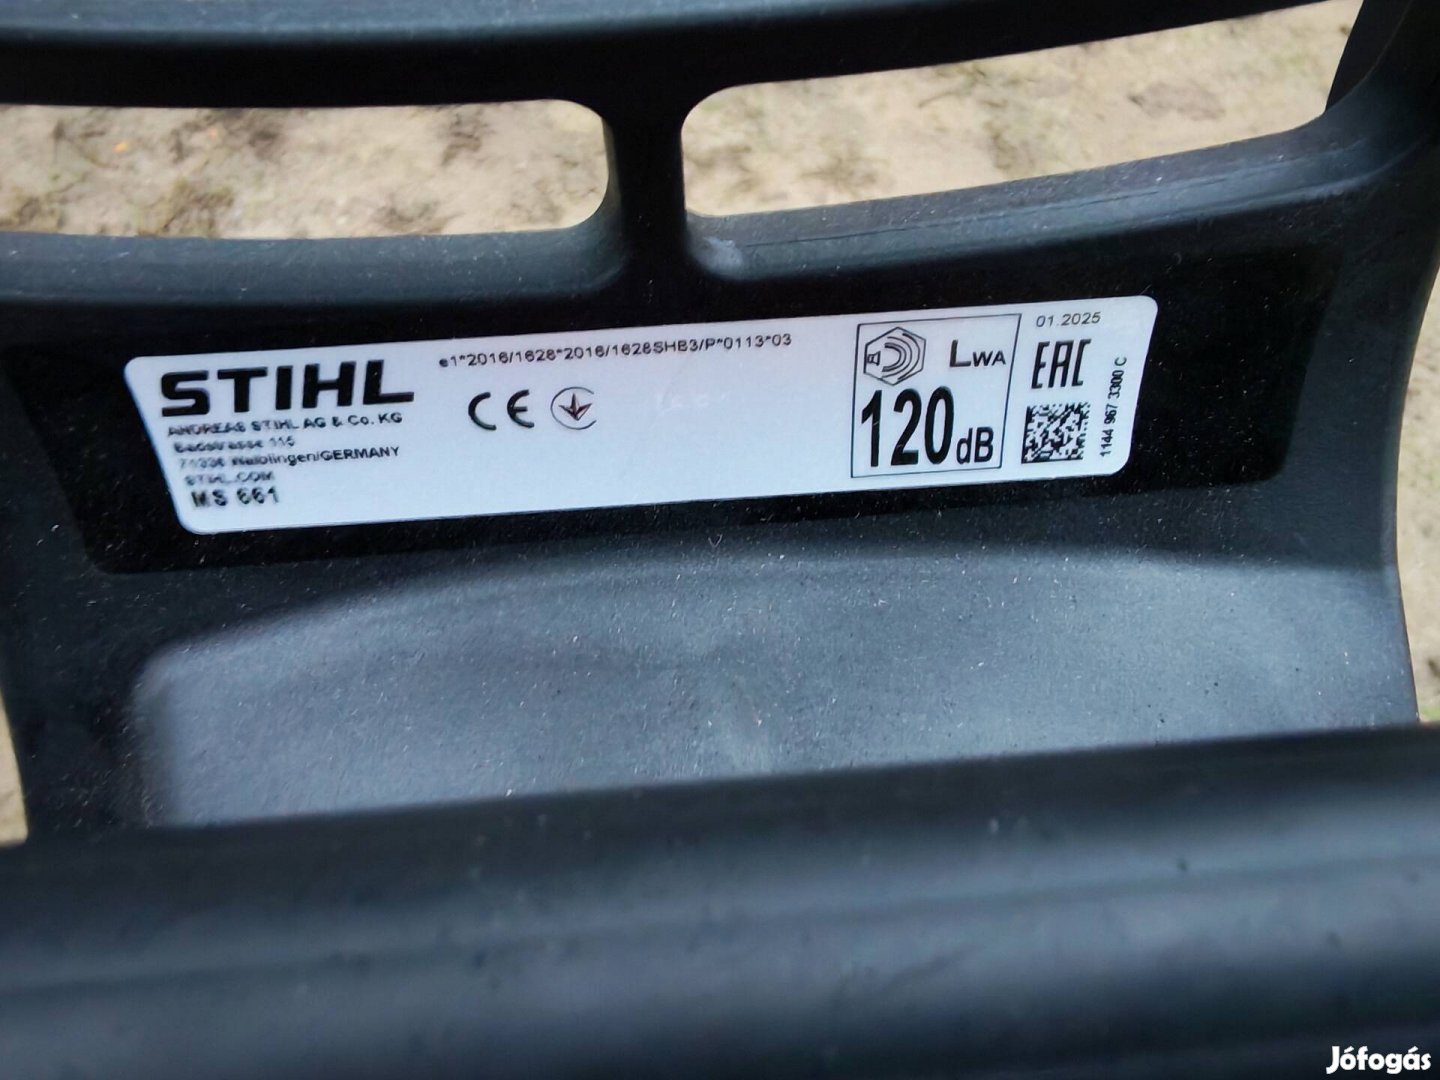 STIHL
ANDREAS STIHL AG & Co. KG
Badstrasse 115
71336 Waiblingen/GERMANY
STIHL.COM
MS 661
e1*2016/1628*2016/1628SHB3/P*0113*03
CE
LWA
120dB
01.2025
EAC
1144 967 3300 C
Jófogás